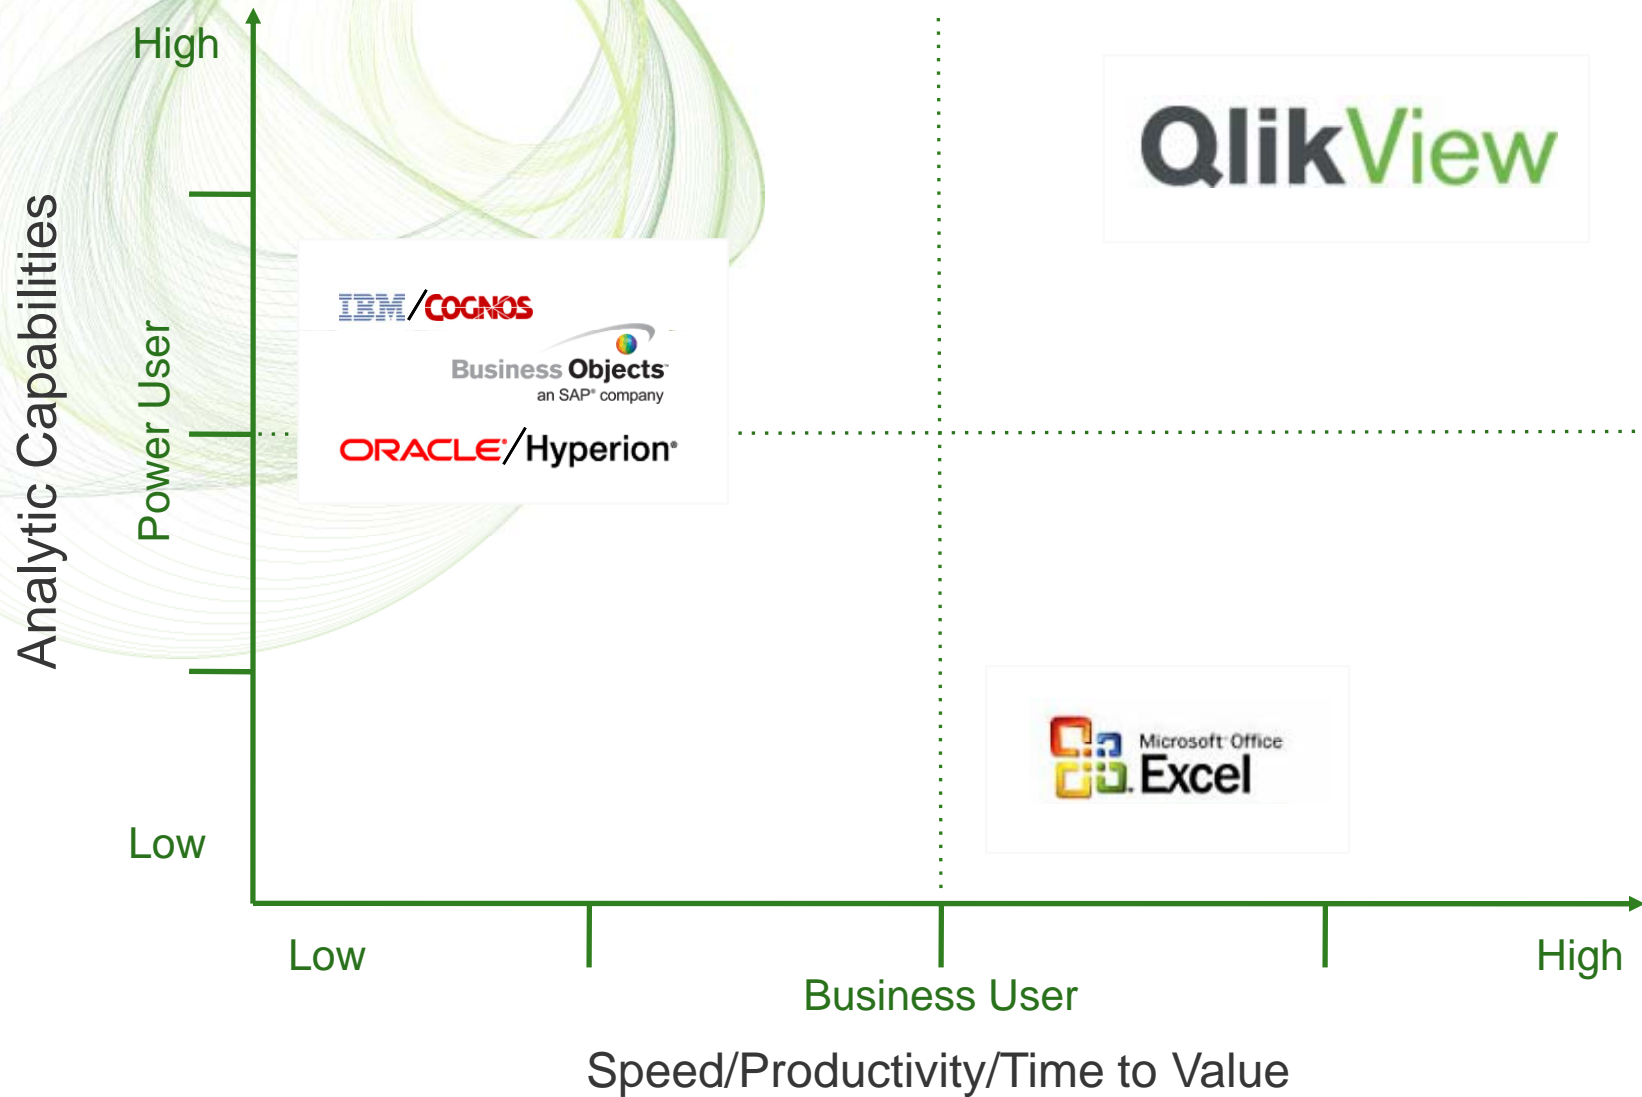 High
QlikView
Analytic Capabilities
Power User
IBM/COGNOS
Business Objects™
an SAP® company
ORACLE®/Hyperion®
Microsoft® Office
Excel
Low
Low
High
Business User
Speed/Productivity/Time to Value